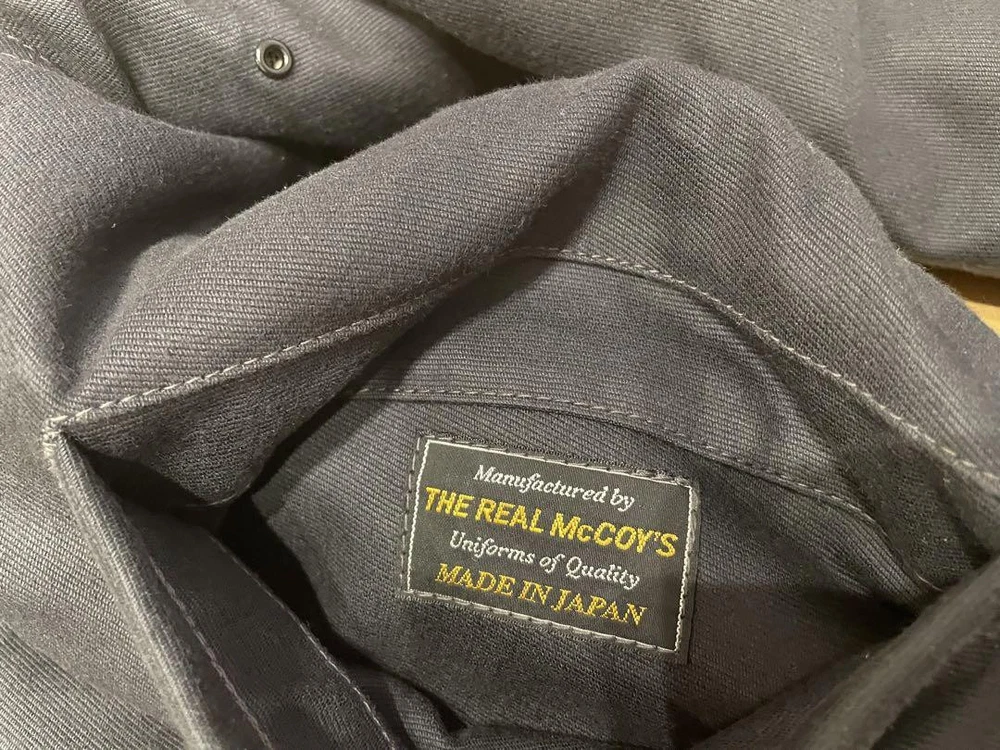 Manufactured by
THE REAL McCOY'S
Uniforms of Quality
MADE IN JAPAN